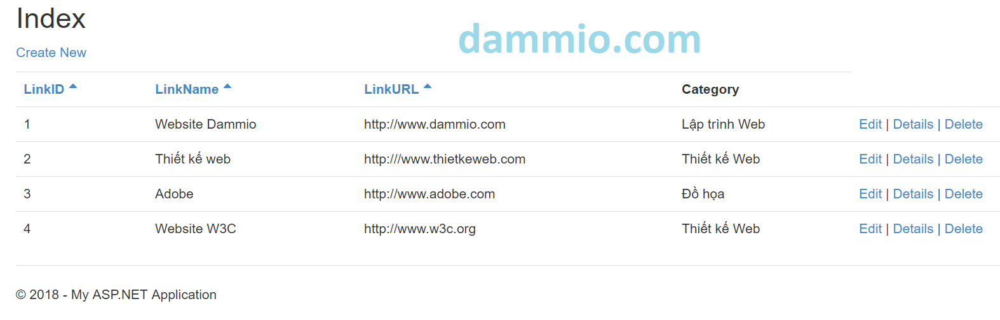 Index
dammio.com
Create New
LinkID LinkName LinkURL Category
1 Website Dammio http://www.dammio.com Lập trình Web Edit | Details | Delete
2 Thiết kế web http:///www.thietkeweb.com Thiết kế Web Edit | Details | Delete
3 Adobe http://www.adobe.com Đồ họa Edit | Details | Delete
4 Website W3C http://www.w3c.org Thiết kế Web Edit | Details | Delete
© 2018 - My ASP.NET Application